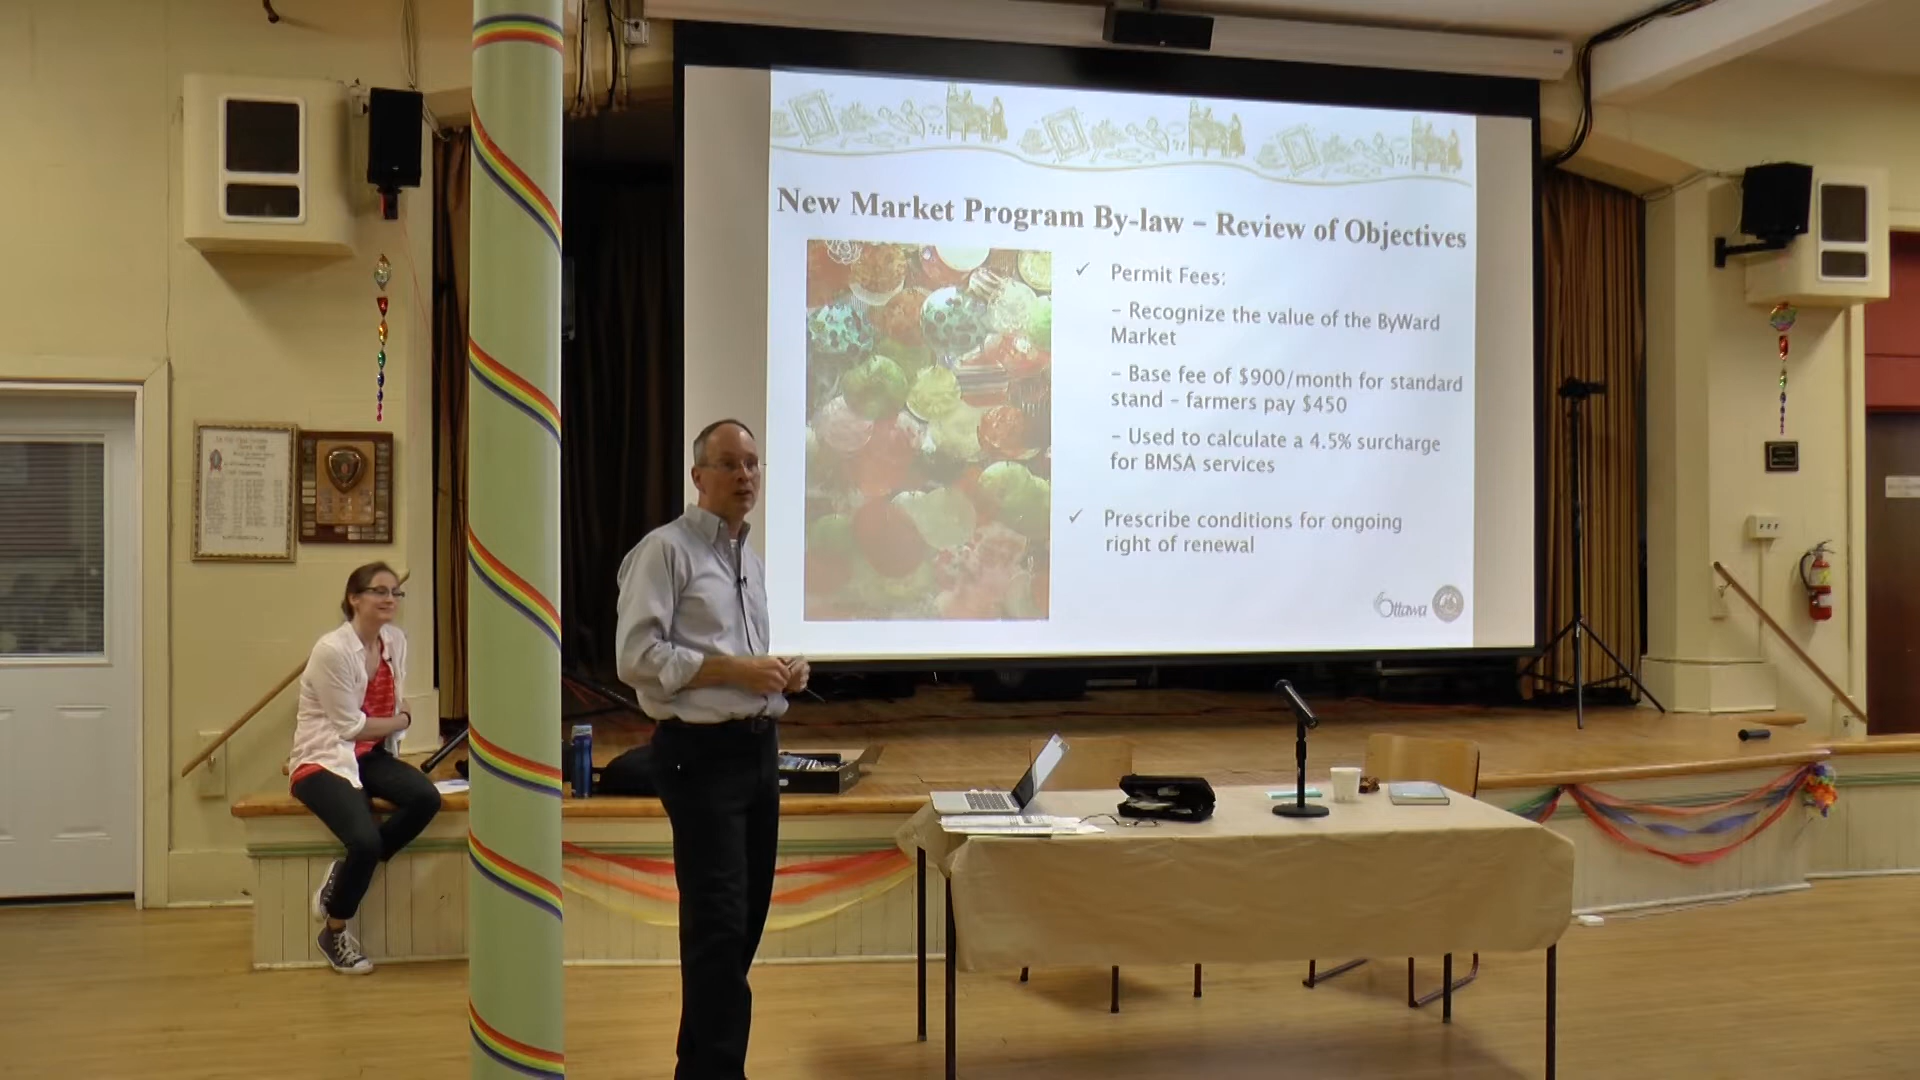 New Market Program By-law – Review of Objectives
✓ Permit Fees:
– Recognize the value of the ByWard
Market
– Base fee of $900/month for standard
stand – farmers pay $450
– Used to calculate a 4.5% surcharge
for BMSA services
✓ Prescribe conditions for ongoing
right of renewal
Ottawa